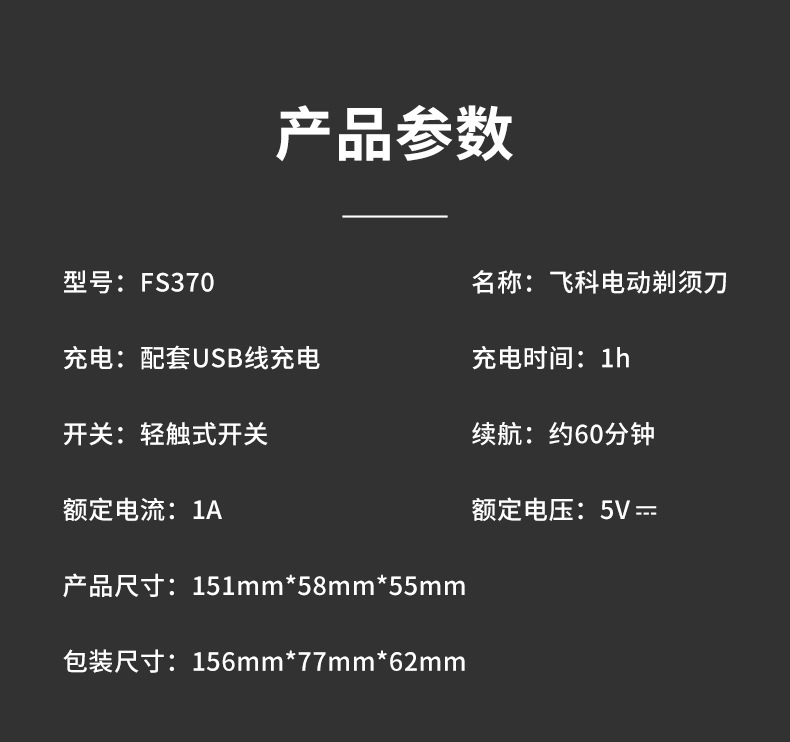 产品参数
型号：FS370
名称：飞科电动剃须刀
充电：配套USB线充电
充电时间：1h
开关：轻触式开关
续航：约60分钟
额定电流：1A
额定电压：5V⎓
产品尺寸：151mm*58mm*55mm
包装尺寸：156mm*77mm*62mm